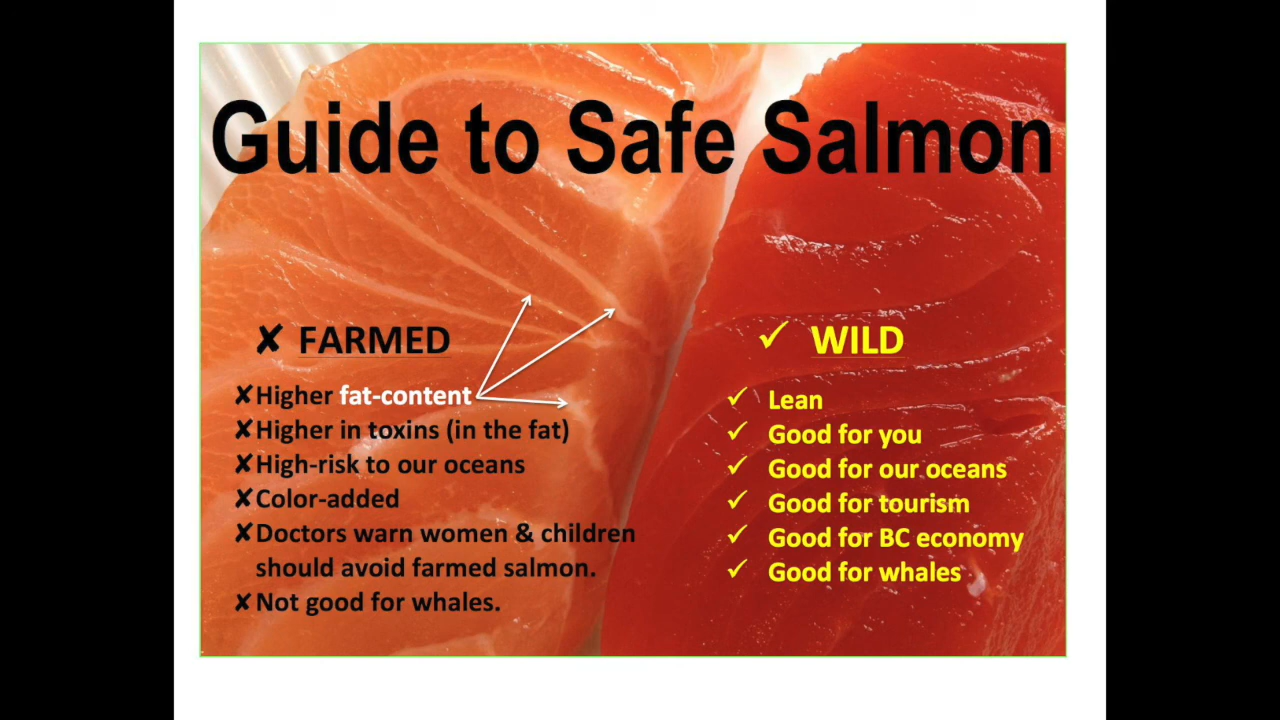 Guide to Safe Salmon
✘ FARMED
✘Higher fat-content
✘Higher in toxins (in the fat)
✘High-risk to our oceans
✘Color-added
✘Doctors warn women & children
should avoid farmed salmon.
✘Not good for whales.
✓ WILD
✓ Lean
✓ Good for you
✓ Good for our oceans
✓ Good for tourism
✓ Good for BC economy
✓ Good for whales